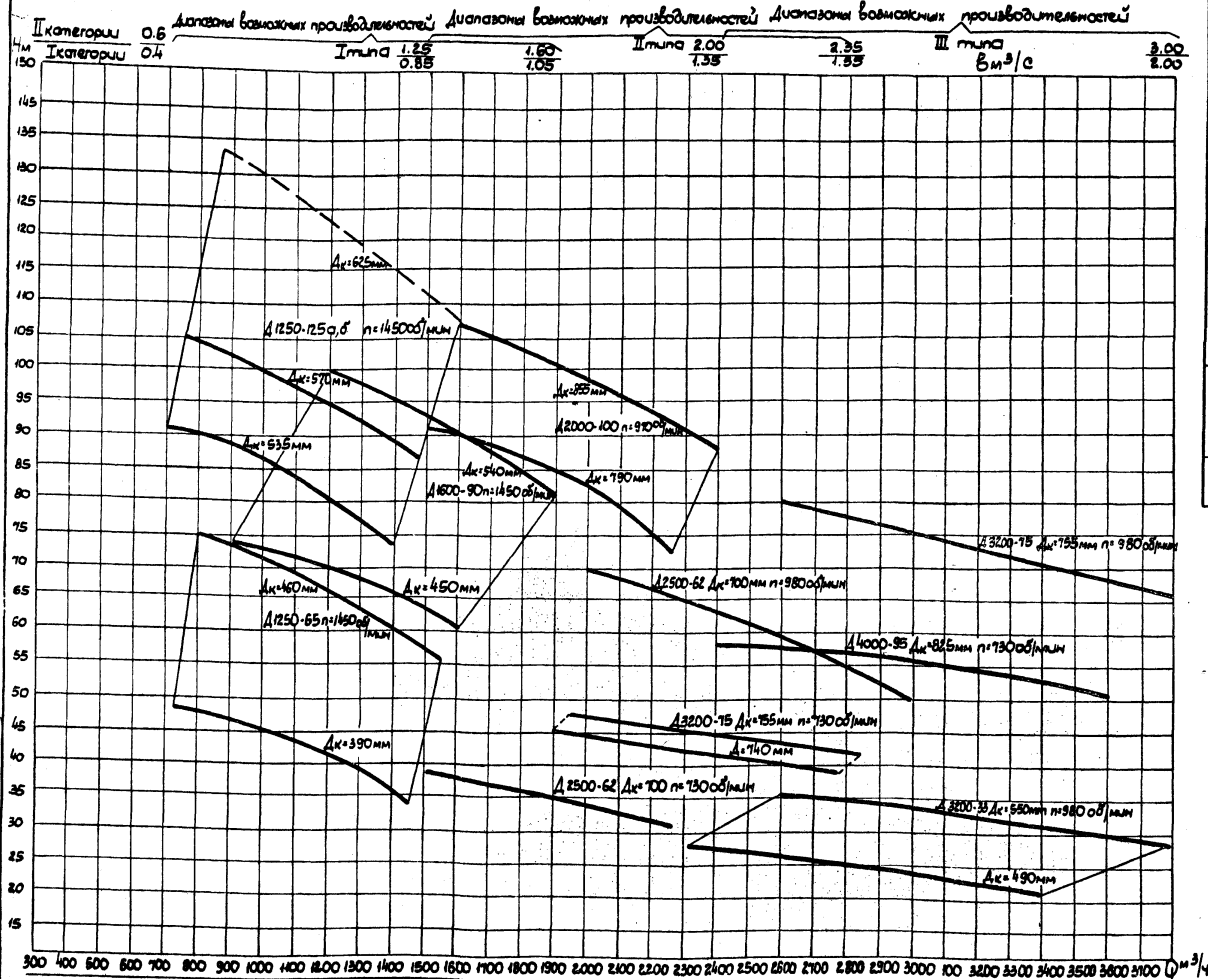 Диапазоны возможных производительностей Диапазоны возможных производительностей Диапазоны возможных производительностей
II категории 0.6 I типа 1.25 1.60 II типа 2.00 2.35 III типа 3.00
I категории 0.4 0.85 1.05 1.35 1.55 в м³/с 2.00
Hм
150
145
135
130
125
120
115
110
105
100
95
90
85
80
75
70
65
60
55
50
45
40
35
30
25
20
15
Дк=625мм
Д1250-125а,б n=1450об/мин
Дк=570мм
Дк=855мм
Д2000-100 n=970об/мин
Дк=535мм
Дк=540мм
Дк=790мм
Д1600-90 n=1450об/мин
Д3200-75 Дк=755мм n=980об/мин
Дк=460мм
Дк=450мм
Д2500-62 Дк=700мм n=980об/мин
Д1250-65 n=1450об/мин
Д4000-95 Дк=825мм n=730об/мин
Дк=390мм
Д3200-75 Дк=755мм n=730об/мин
Д=740мм
Д2500-62 Дк=700 n=730об/мин
Д3200-33 Дк=550мм n=980об/мин
Дк=490мм
300 400 500 600 700 800 900 1000 1100 1200 1300 1400 1500 1600 1700 1800 1900 2000 2100 2200 2300 2400 2700 2800 2900 3000 100 3200 3300 3400 3500 3600 3700 Q м³/ч